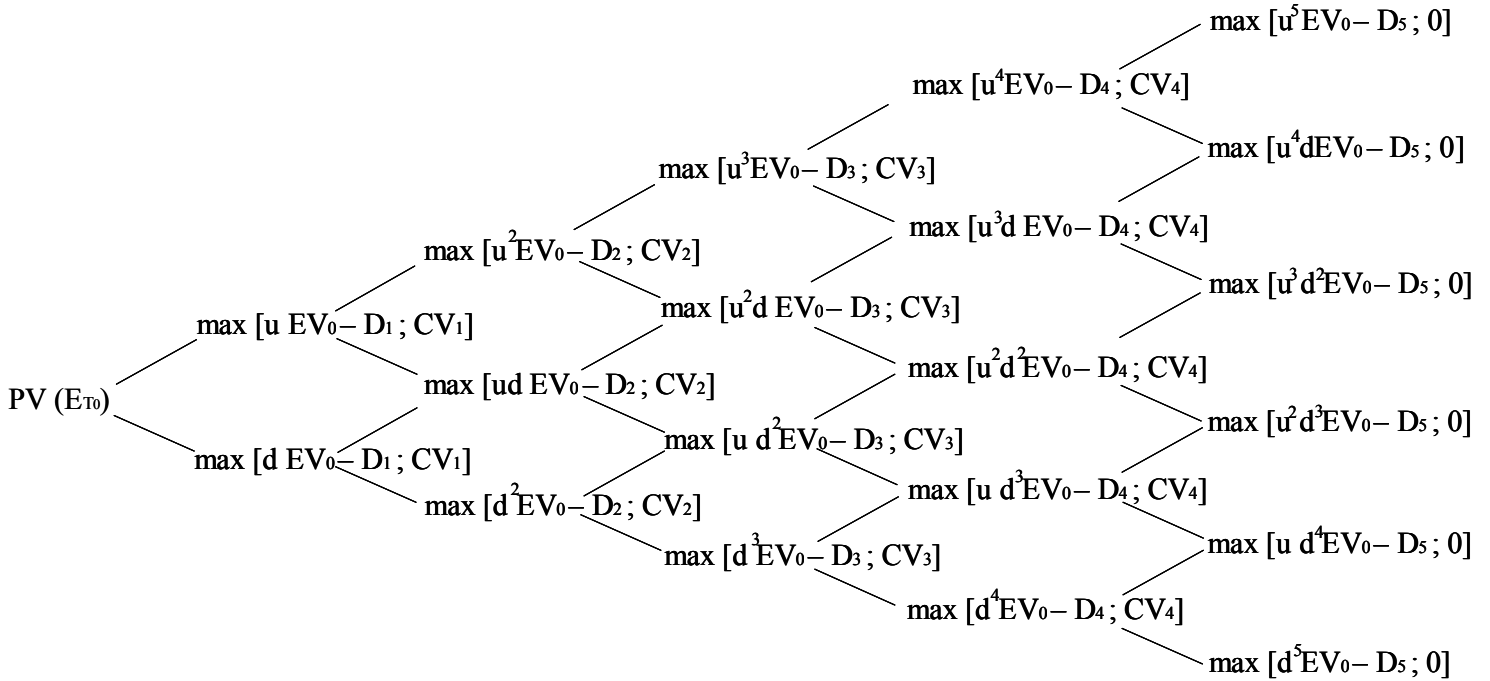 max [u⁵EV₀ – D₅ ; 0]
max [u⁴EV₀ – D₄ ; CV₄]
max [u⁴dEV₀ – D₅ ; 0]
max [u³EV₀ – D₃ ; CV₃]
max [u³d EV₀ – D₄ ; CV₄]
max [u²EV₀ – D₂ ; CV₂]
max [u³d²EV₀ – D₅ ; 0]
max [u²d EV₀ – D₃ ; CV₃]
max [u EV₀ – D₁ ; CV₁]
max [u²d²EV₀ – D₄ ; CV₄]
max [ud EV₀ – D₂ ; CV₂]
PV (E_T₀)
max [u²d³EV₀ – D₅ ; 0]
max [u d²EV₀ – D₃ ; CV₃]
max [d EV₀ – D₁ ; CV₁]
max [u d³EV₀ – D₄ ; CV₄]
max [d²EV₀ – D₂ ; CV₂]
max [u d⁴EV₀ – D₅ ; 0]
max [d³EV₀ – D₃ ; CV₃]
max [d⁴EV₀ – D₄ ; CV₄]
max [d⁵EV₀ – D₅ ; 0]